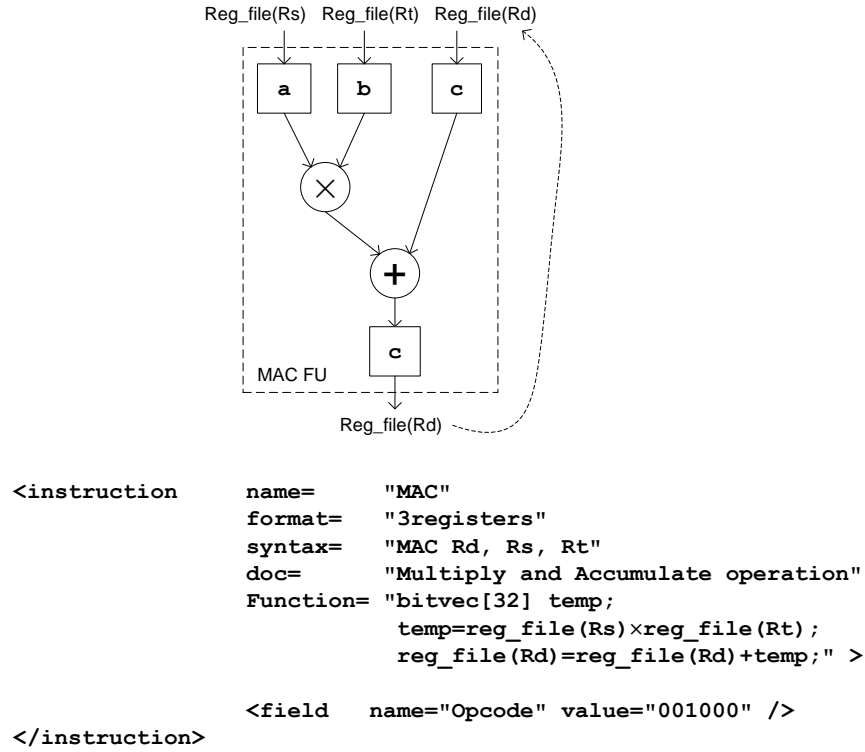 Reg_file(Rs) Reg_file(Rt) Reg_file(Rd)
a b c
×
+
c
MAC FU
Reg_file(Rd)
<instruction name= "MAC"
format= "3registers"
syntax= "MAC Rd, Rs, Rt"
doc= "Multiply and Accumulate operation"
Function= "bitvec[32] temp;
temp=reg_file(Rs)×reg_file(Rt);
reg_file(Rd)=reg_file(Rd)+temp;" >
<field name="Opcode" value="001000" />
</instruction>